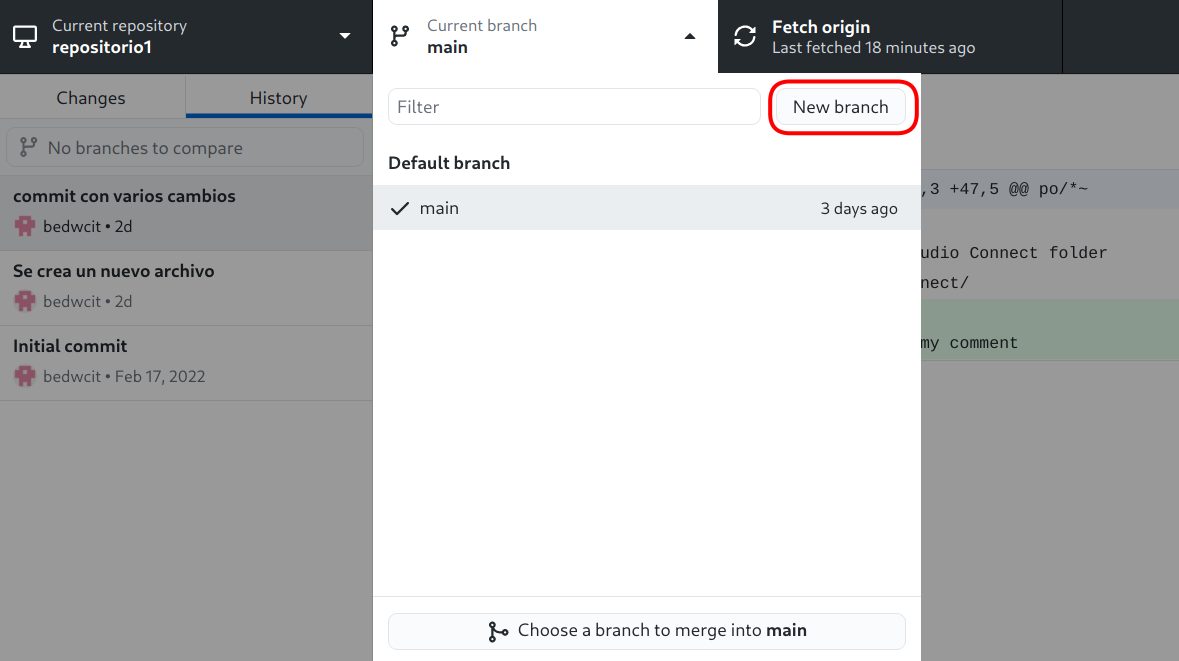 Current repository
repositorio1
Current branch
main
Fetch origin
Last fetched 18 minutes ago
Changes
History
No branches to compare
commit con varios cambios
bedwcit • 2d
Se crea un nuevo archivo
bedwcit • 2d
Initial commit
bedwcit • Feb 17, 2022
Filter
New branch
Default branch
main
3 days ago
Choose a branch to merge into main
,3 +47,5 @@ po/*~
udio Connect folder
nect/
my comment